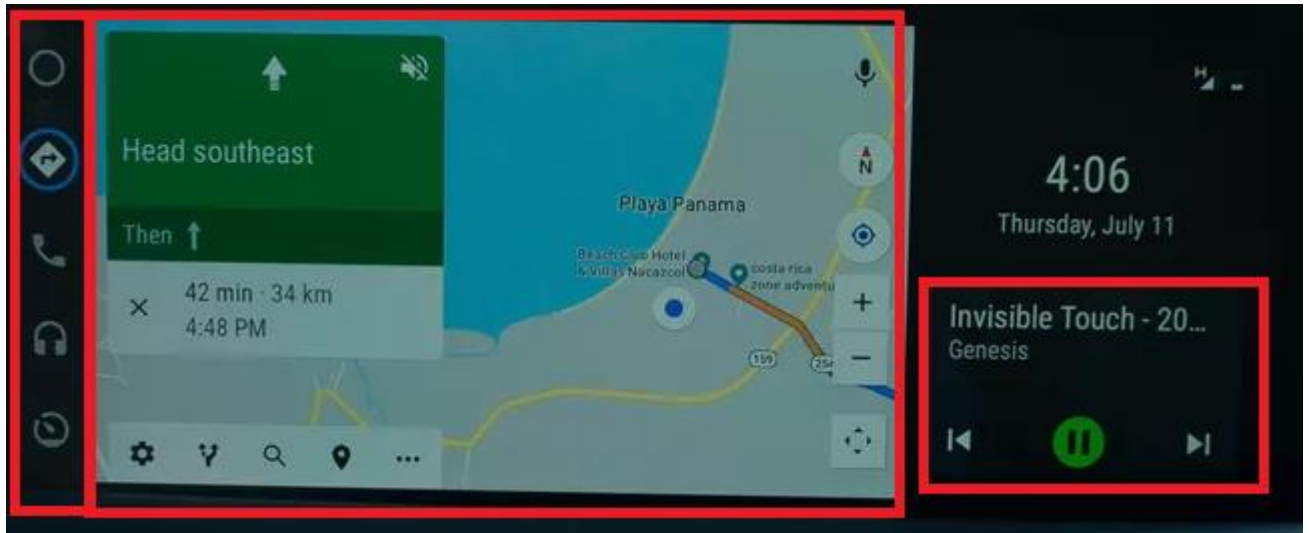 Head southeast
Then
42 min · 34 km
4:48 PM
Playa Panama
Beach Club Hotel
& Villas Nacazcol
costa rica
zone adventu
159
254
N
H
4:06
Thursday, July 11
Invisible Touch - 20...
Genesis